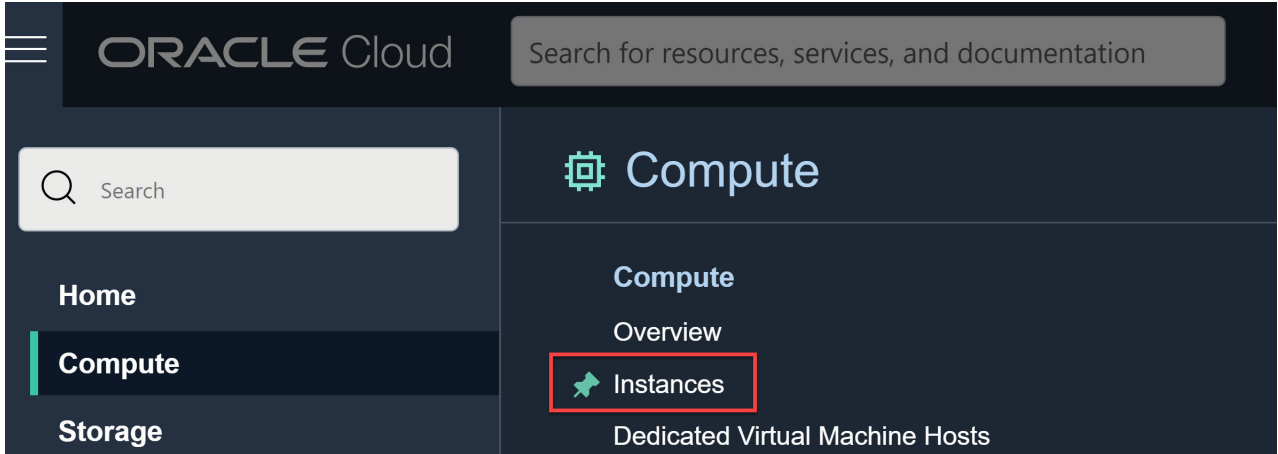 ORACLE Cloud
Search for resources, services, and documentation
Search
Home
Compute
Storage
Compute
Compute
Overview
Instances
Dedicated Virtual Machine Hosts